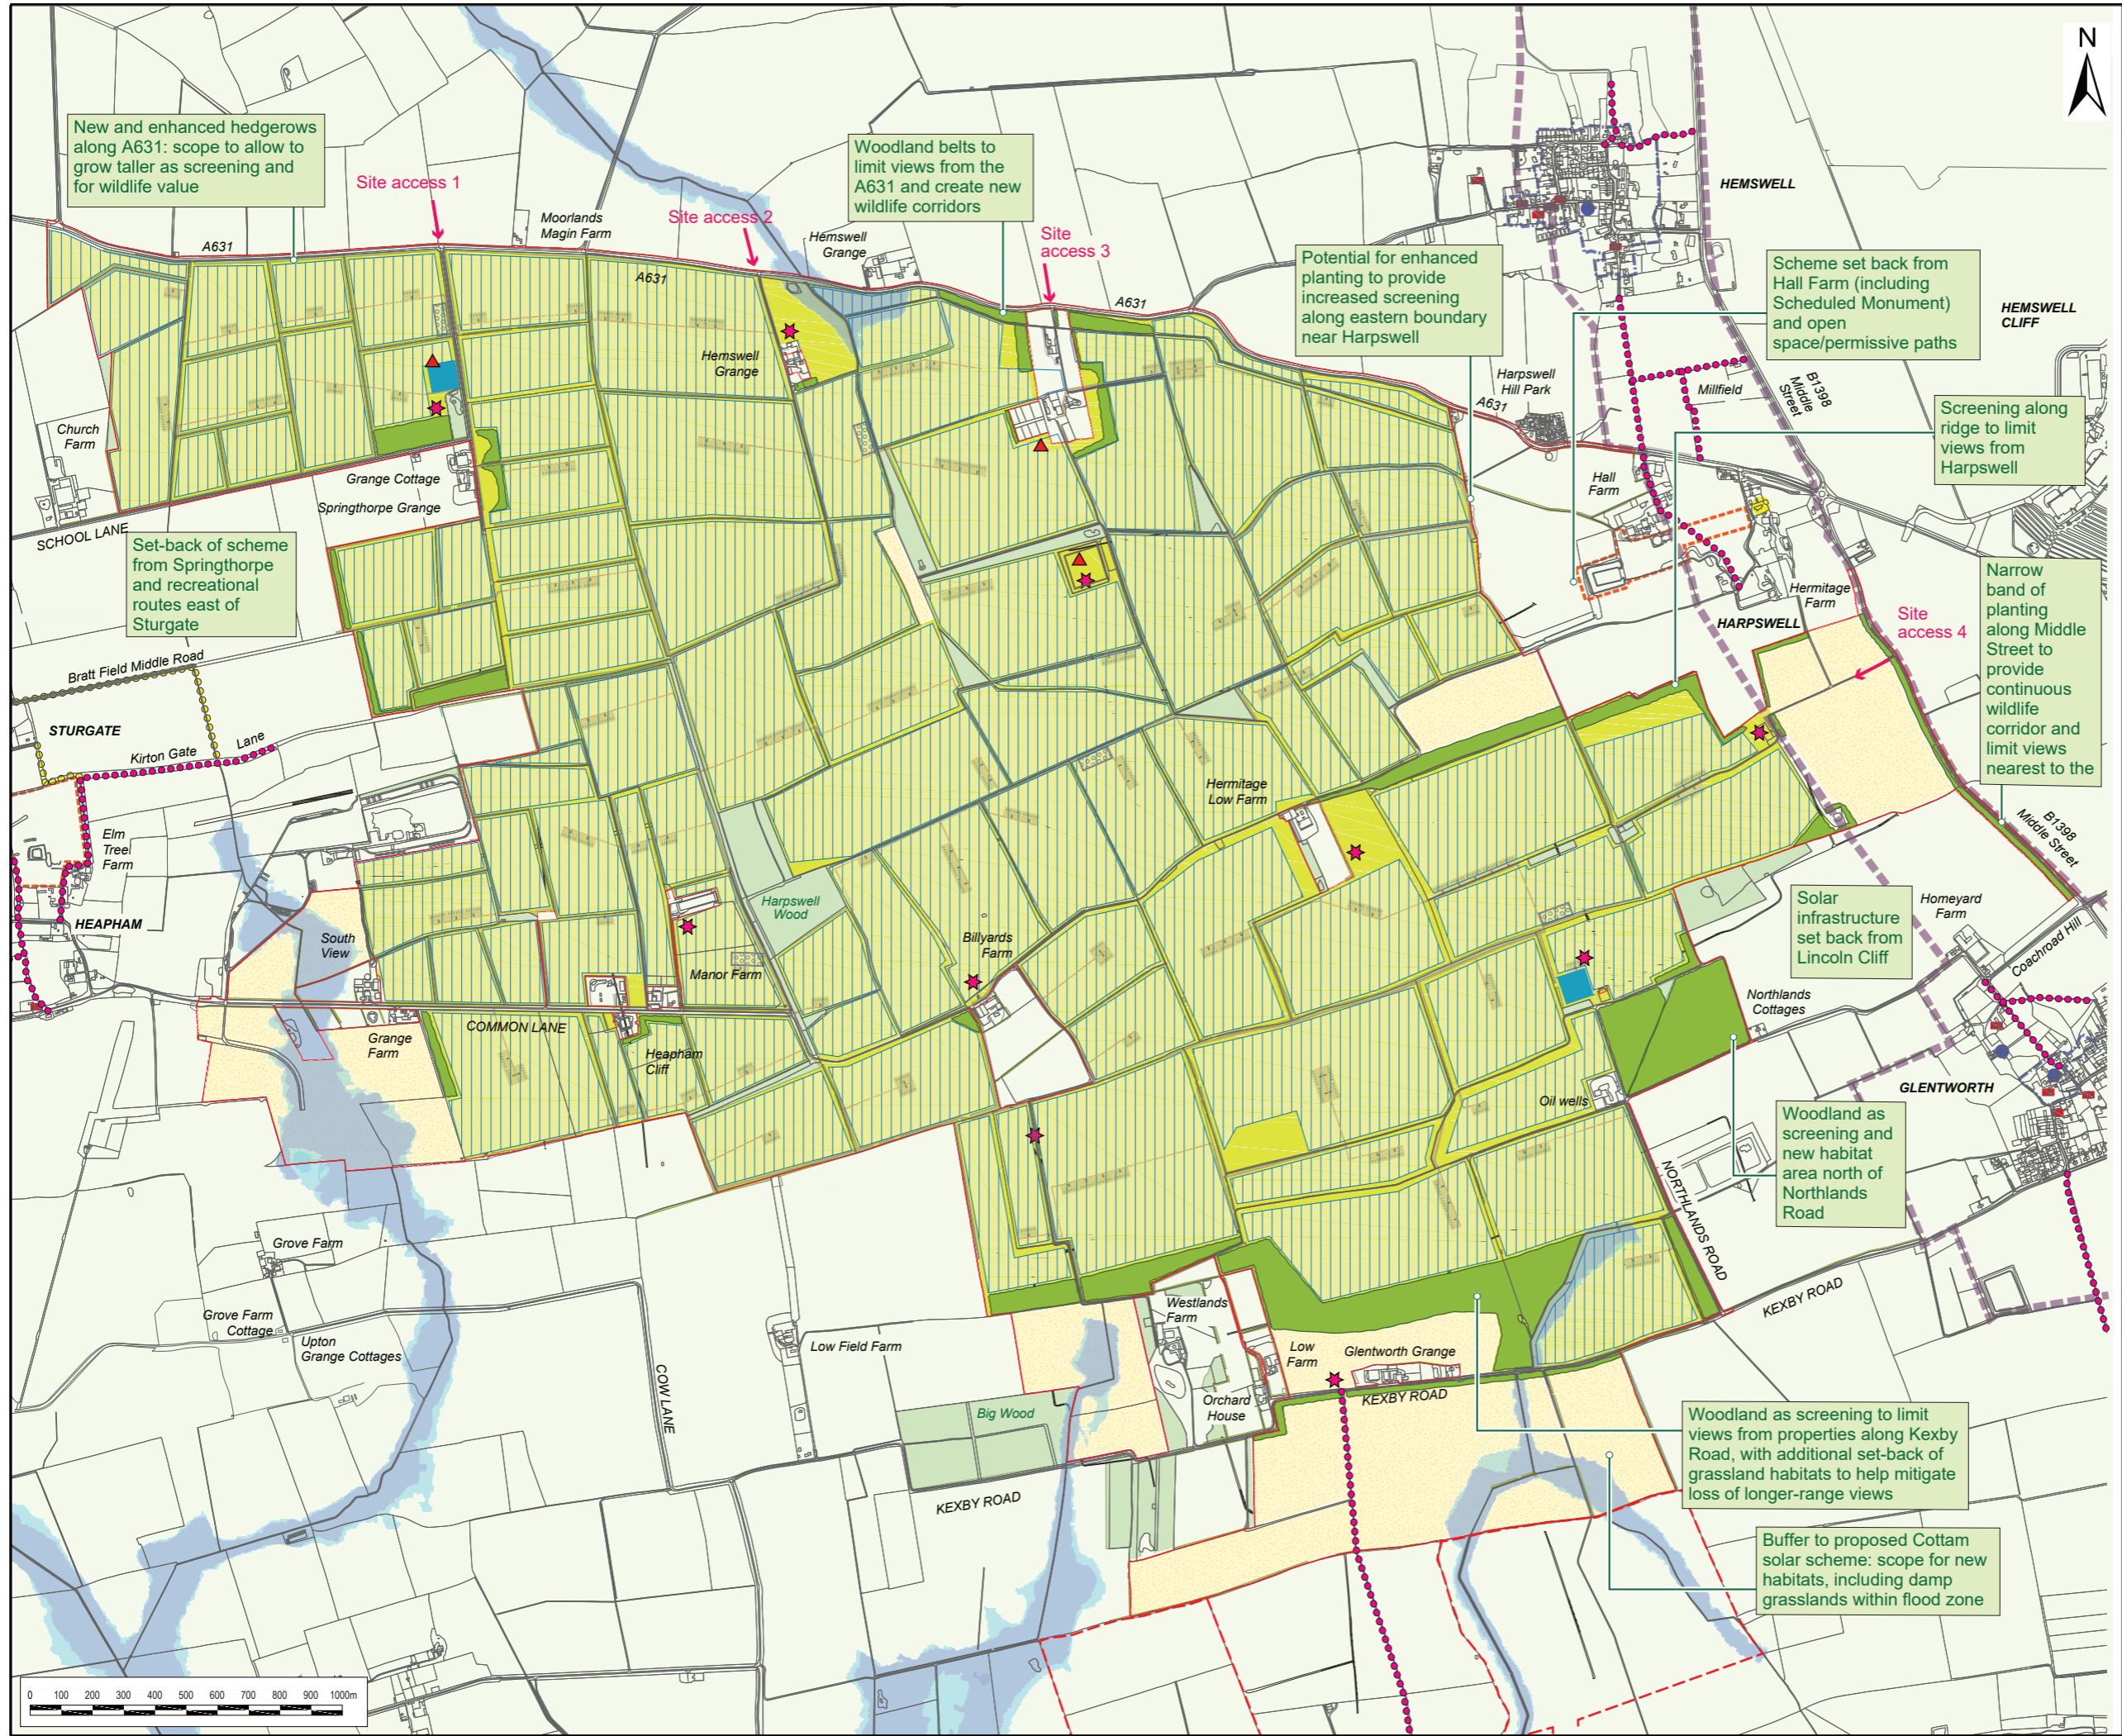 N
New and enhanced hedgerows
along A631: scope to allow to
grow taller as screening and
for wildlife value
Site access 1
Moorlands
Magin Farm
Site access 2
Woodland belts to
limit views from the
A631 and create new
wildlife corridors
Hemswell
Grange
Site
access 3
HEMSWELL
Potential for enhanced
planting to provide
increased screening
along eastern boundary
near Harpswell
Scheme set back from
Hall Farm (including
Scheduled Monument)
and open
space/permissive paths
HEMSWELL
CLIFF
A631
A631
A631
A631
Hemswell
Grange
Harpswell
Hill Park
Millfield
B1398
Middle
Street
Screening along
ridge to limit
views from
Harpswell
Church
Farm
Grange Cottage
Springthorpe Grange
SCHOOL LANE
Hall
Farm
Set-back of scheme
from Springthorpe
and recreational
routes east of
Sturgate
Hermitage
Farm
HARPSWELL
Site
access 4
Narrow
band of
planting
along Middle
Street to
provide
continuous
wildlife
corridor and
limit views
nearest to the
Bratt Field Middle Road
STURGATE
Kirton Gate
Lane
Hermitage
Low Farm
B1398
Middle Street
Elm
Tree
Farm
HEAPHAM
South
View
Harpswell
Wood
Billyards
Farm
Manor Farm
Solar
infrastructure
set back from
Lincoln Cliff
Homeyard
Farm
Coachroad Hill
Northlands
Cottages
COMMON LANE
Grange
Farm
Heapham
Cliff
Oil wells
GLENTWORTH
Woodland as
screening and
new habitat
area north of
Northlands
Road
NORTHLANDS ROAD
Grove Farm
Grove Farm
Cottage
Upton
Grange Cottages
COW LANE
Low Field Farm
Westlands
Farm
Low
Farm
Glentworth Grange
KEXBY ROAD
KEXBY ROAD
Orchard
House
Big Wood
KEXBY ROAD
Woodland as screening to limit
views from properties along Kexby
Road, with additional set-back of
grassland habitats to help mitigate
loss of longer-range views
Buffer to proposed Cottam
solar scheme: scope for new
habitats, including damp
grasslands within flood zone
0 100 200 300 400 500 600 700 800 900 1000m